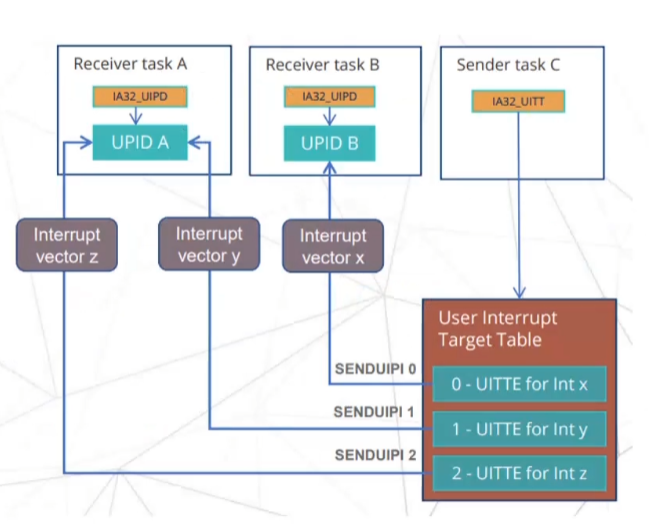 Receiver task A
IA32_UIPD
UPID A
Receiver task B
IA32_UIPD
UPID B
Sender task C
IA32_UITT
Interrupt
vector z
Interrupt
vector y
Interrupt
vector x
User Interrupt
Target Table
SENDUIPI 0
0 - UITTE for Int x
SENDUIPI 1
1 - UITTE for Int y
SENDUIPI 2
2 - UITTE for Int z